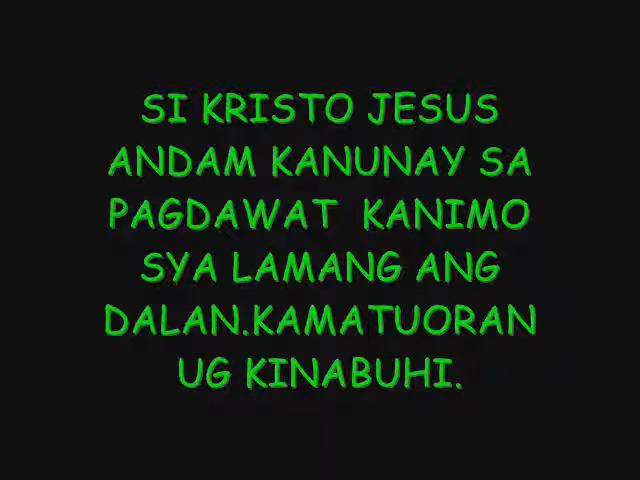 SI KRISTO JESUS
ANDAM KANUNAY SA
PAGDAWAT  KANIMO
SYA LAMANG ANG
DALAN.KAMATUORAN
UG KINABUHI.